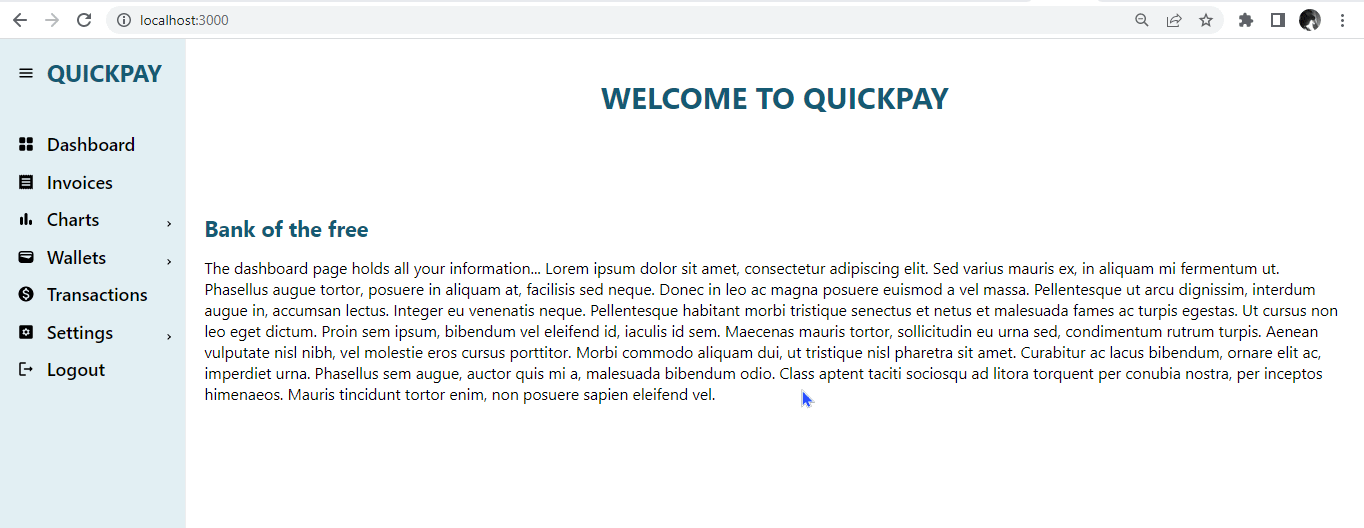 localhost:3000
QUICKPAY
Dashboard
Invoices
Charts
Wallets
Transactions
Settings
Logout
WELCOME TO QUICKPAY
Bank of the free
The dashboard page holds all your information... Lorem ipsum dolor sit amet, consectetur adipiscing elit. Sed varius mauris ex, in aliquam mi fermentum ut.
Phasellus augue tortor, posuere in aliquam at, facilisis sed neque. Donec in leo ac magna posuere euismod a vel massa. Pellentesque ut arcu dignissim, interdum
augue in, accumsan lectus. Integer eu venenatis neque. Pellentesque habitant morbi tristique senectus et netus et malesuada fames ac turpis egestas. Ut cursus non
leo eget dictum. Proin sem ipsum, bibendum vel eleifend id, iaculis id sem. Maecenas mauris tortor, sollicitudin eu urna sed, condimentum rutrum turpis. Aenean
vulputate nisl nibh, vel molestie eros cursus porttitor. Morbi commodo aliquam dui, ut tristique nisl pharetra sit amet. Curabitur ac lacus bibendum, ornare elit ac,
imperdiet urna. Phasellus sem augue, auctor quis mi a, malesuada bibendum odio. Class aptent taciti sociosqu ad litora torquent per conubia nostra, per inceptos
himenaeos. Mauris tincidunt tortor enim, non posuere sapien eleifend vel.